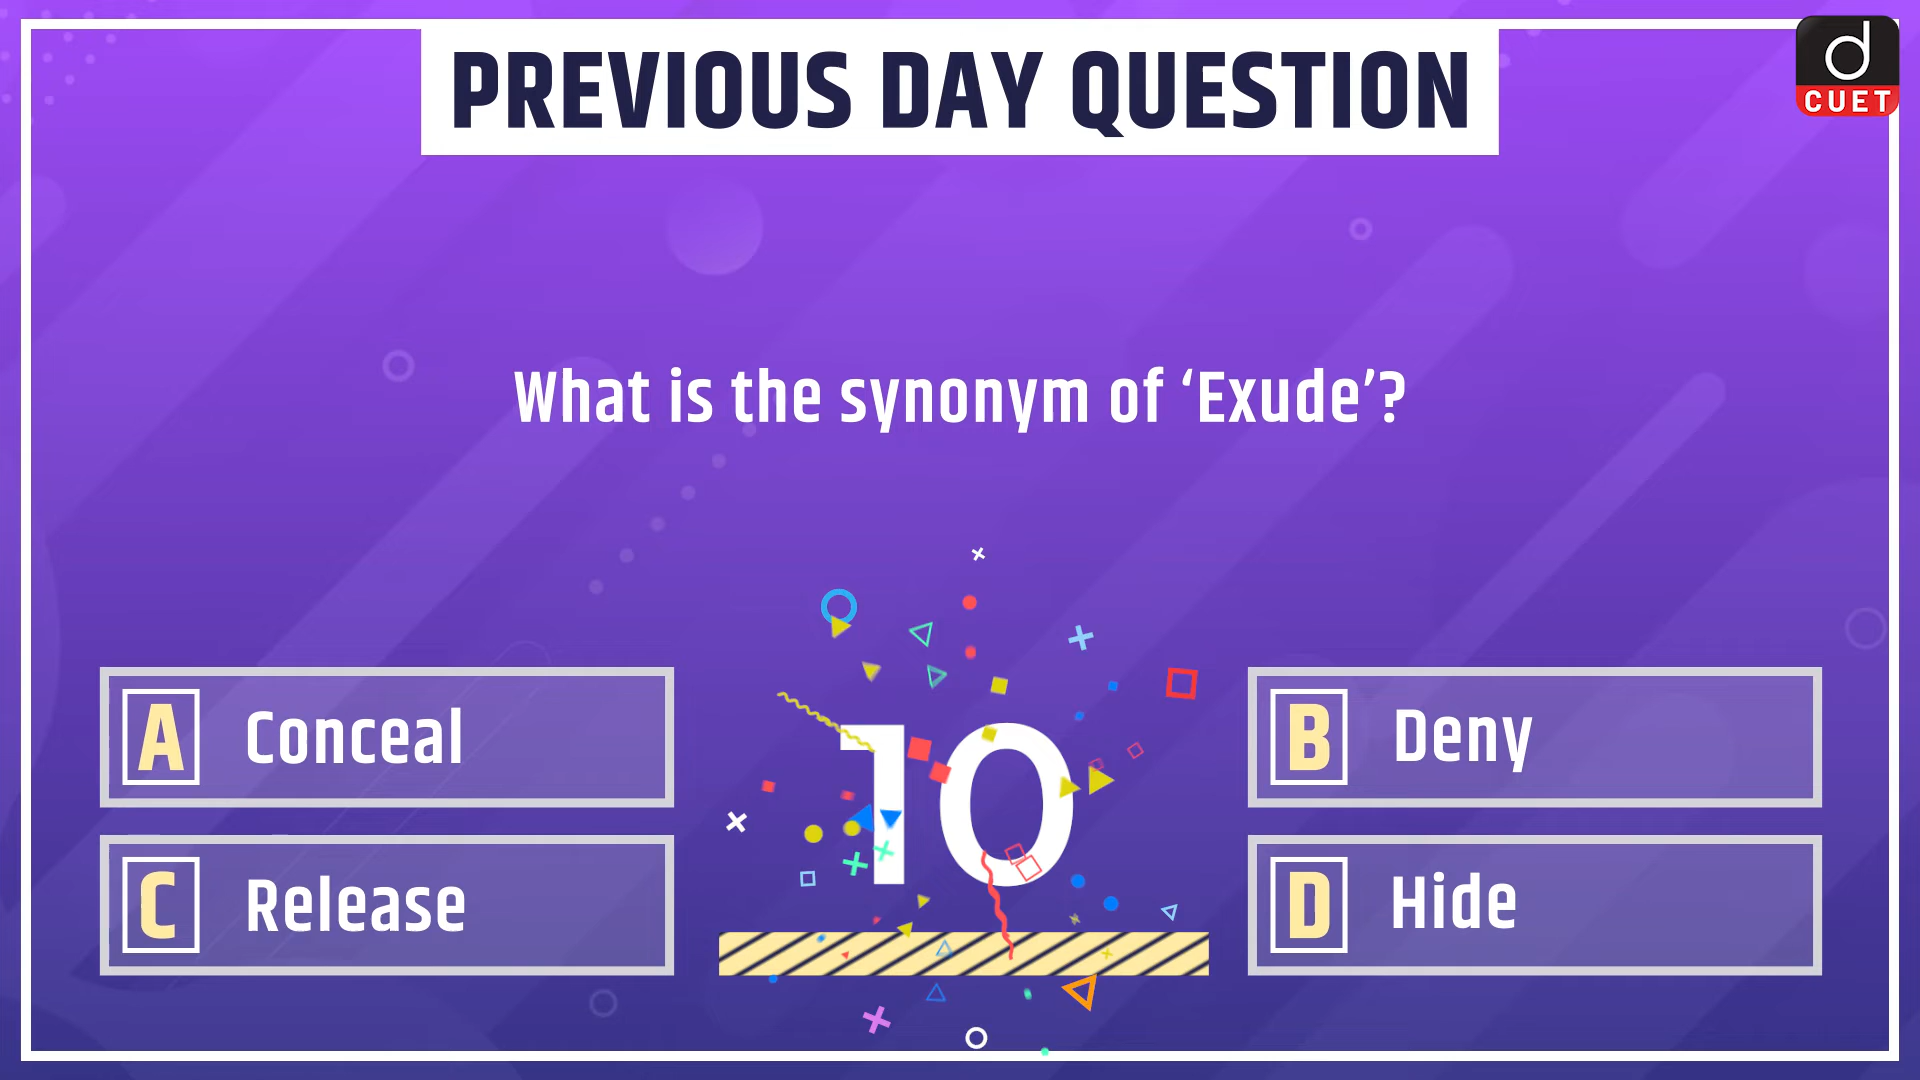 PREVIOUS DAY QUESTION
d
CUET
What is the synonym of ‘Exude’?
A Conceal
B Deny
10
C Release
D Hide